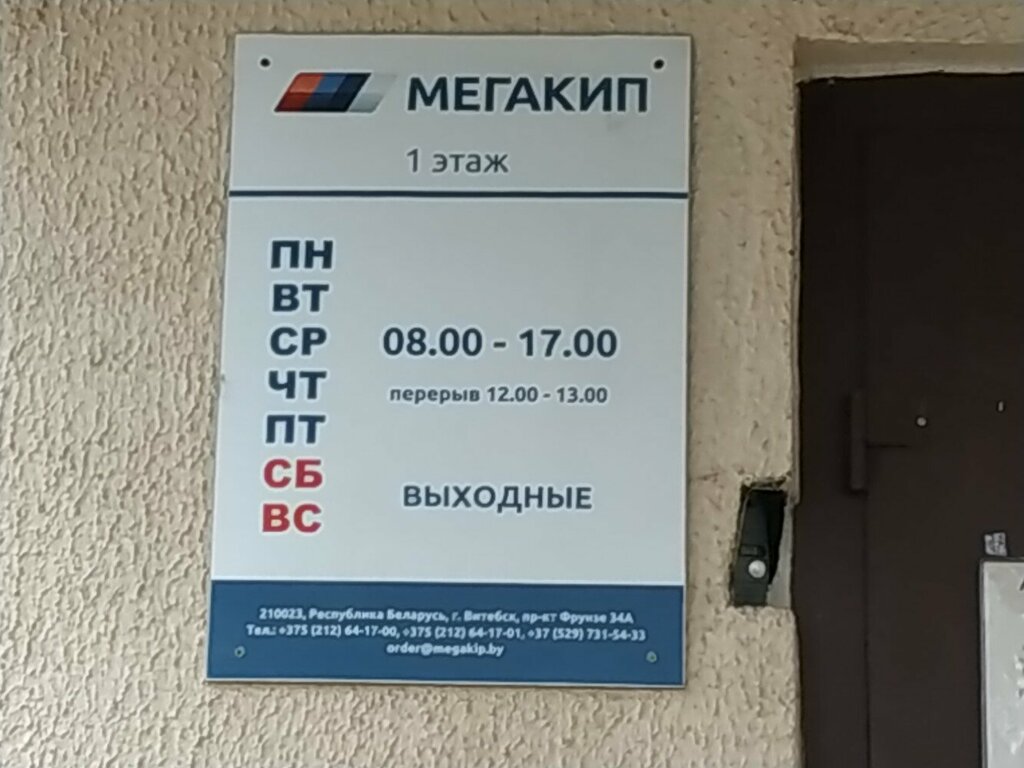 МЕГАКИП
1 этаж
ПН
ВТ
СР 08.00 - 17.00
ЧТ перерыв 12.00 - 13.00
ПТ
СБ
ВЫХОДНЫЕ
ВС
210023, Республика Беларусь, г. Витебск, пр-кт Фрунзе 34А
Тел.: +375 (212) 64-17-00, +375 (212) 64-17-01, +37 (529) 731-54-33
order@megakip.by